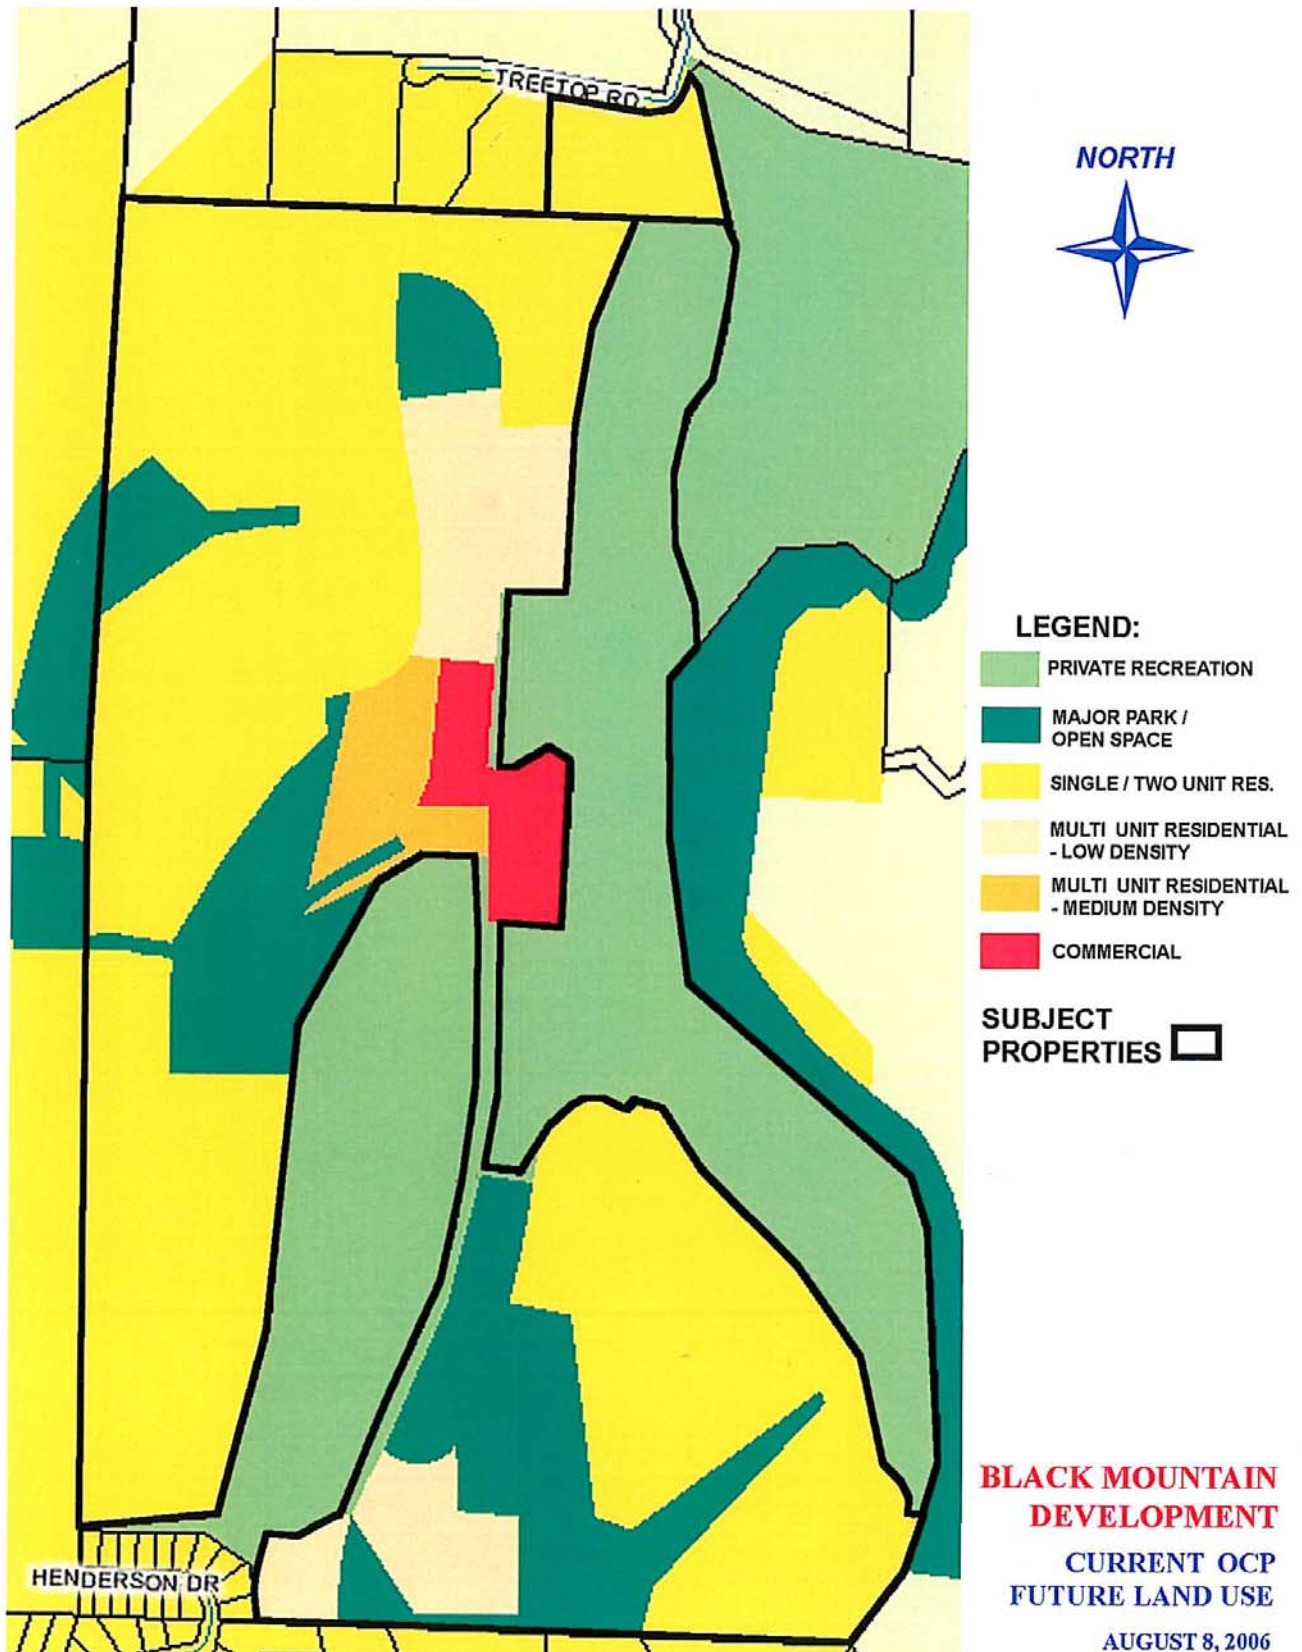 TREETOP RD.
NORTH
LEGEND:
PRIVATE RECREATION
MAJOR PARK /
OPEN SPACE
SINGLE / TWO UNIT RES.
MULTI UNIT RESIDENTIAL
- LOW DENSITY
MULTI UNIT RESIDENTIAL
- MEDIUM DENSITY
COMMERCIAL
SUBJECT
PROPERTIES
BLACK MOUNTAIN
DEVELOPMENT
CURRENT OCP
FUTURE LAND USE
AUGUST 8, 2006
HENDERSON DR